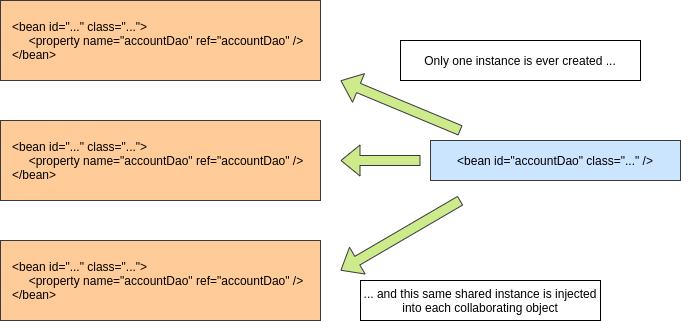 <bean id="..." class="...">
<property name="accountDao" ref="accountDao" />
</bean>
Only one instance is ever created ...
<bean id="..." class="...">
<property name="accountDao" ref="accountDao" />
</bean>
<bean id="accountDao" class="..." />
<bean id="..." class="...">
<property name="accountDao" ref="accountDao" />
</bean>
... and this same shared instance is injected
into each collaborating object